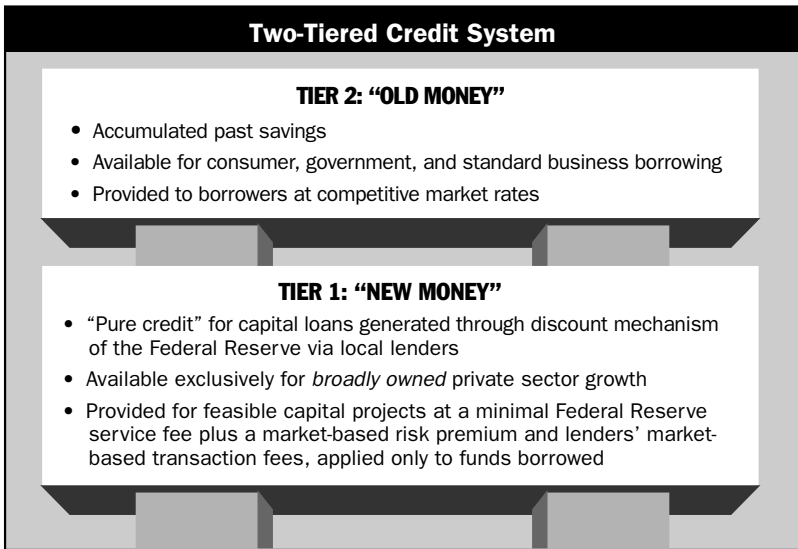 Two-Tiered Credit System
TIER 2: “OLD MONEY”
• Accumulated past savings
• Available for consumer, government, and standard business borrowing
• Provided to borrowers at competitive market rates
TIER 1: “NEW MONEY”
• “Pure credit” for capital loans generated through discount mechanism
of the Federal Reserve via local lenders
• Available exclusively for broadly owned private sector growth
• Provided for feasible capital projects at a minimal Federal Reserve
service fee plus a market-based risk premium and lenders’ market-
based transaction fees, applied only to funds borrowed